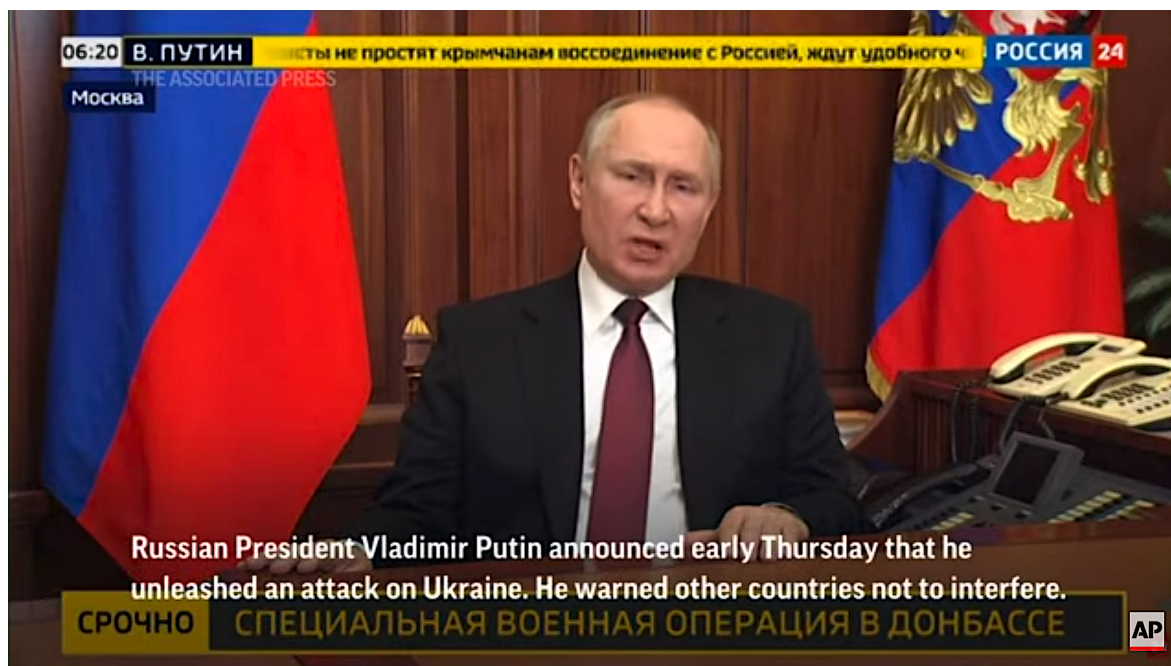 06:20 В. ПУТИН исты не простят крымчанам воссоединение с Россией, ждут удобного РОССИЯ 24
THE ASSOCIATED PRESS
Москва
Russian President Vladimir Putin announced early Thursday that he
unleashed an attack on Ukraine. He warned other countries not to interfere.
СРОЧНО СПЕЦИАЛЬНАЯ ВОЕННАЯ ОПЕРАЦИЯ В ДОНБАССЕ
AP